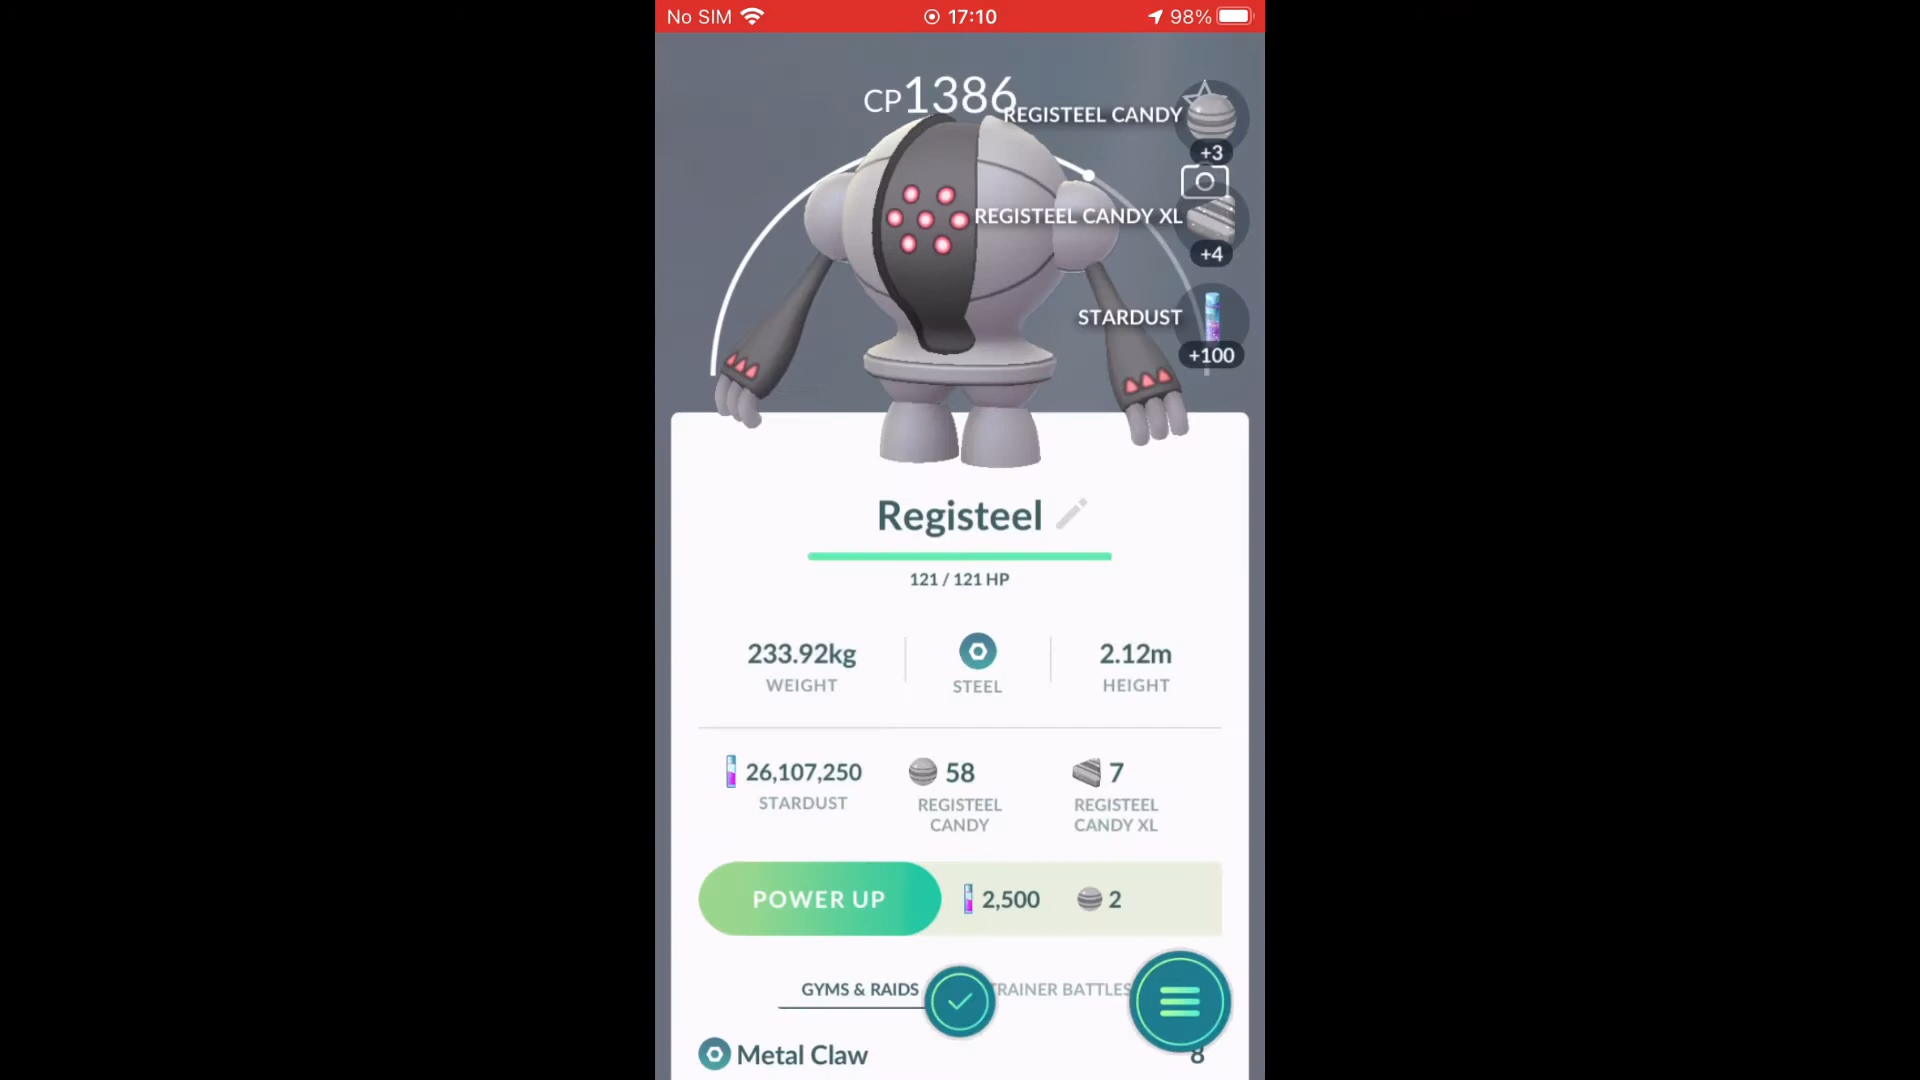 No SIM 17:10 98%
CP1386
REGISTEEL CANDY
+3
REGISTEEL CANDY XL
+4
STARDUST
+100
Registeel
121 / 121 HP
233.92kg
WEIGHT
STEEL
2.12m
HEIGHT
26,107,250
STARDUST
58
REGISTEEL
CANDY
7
REGISTEEL
CANDY XL
POWER UP 2,500 2
GYMS & RAIDS TRAINER BATTLES
Metal Claw 8